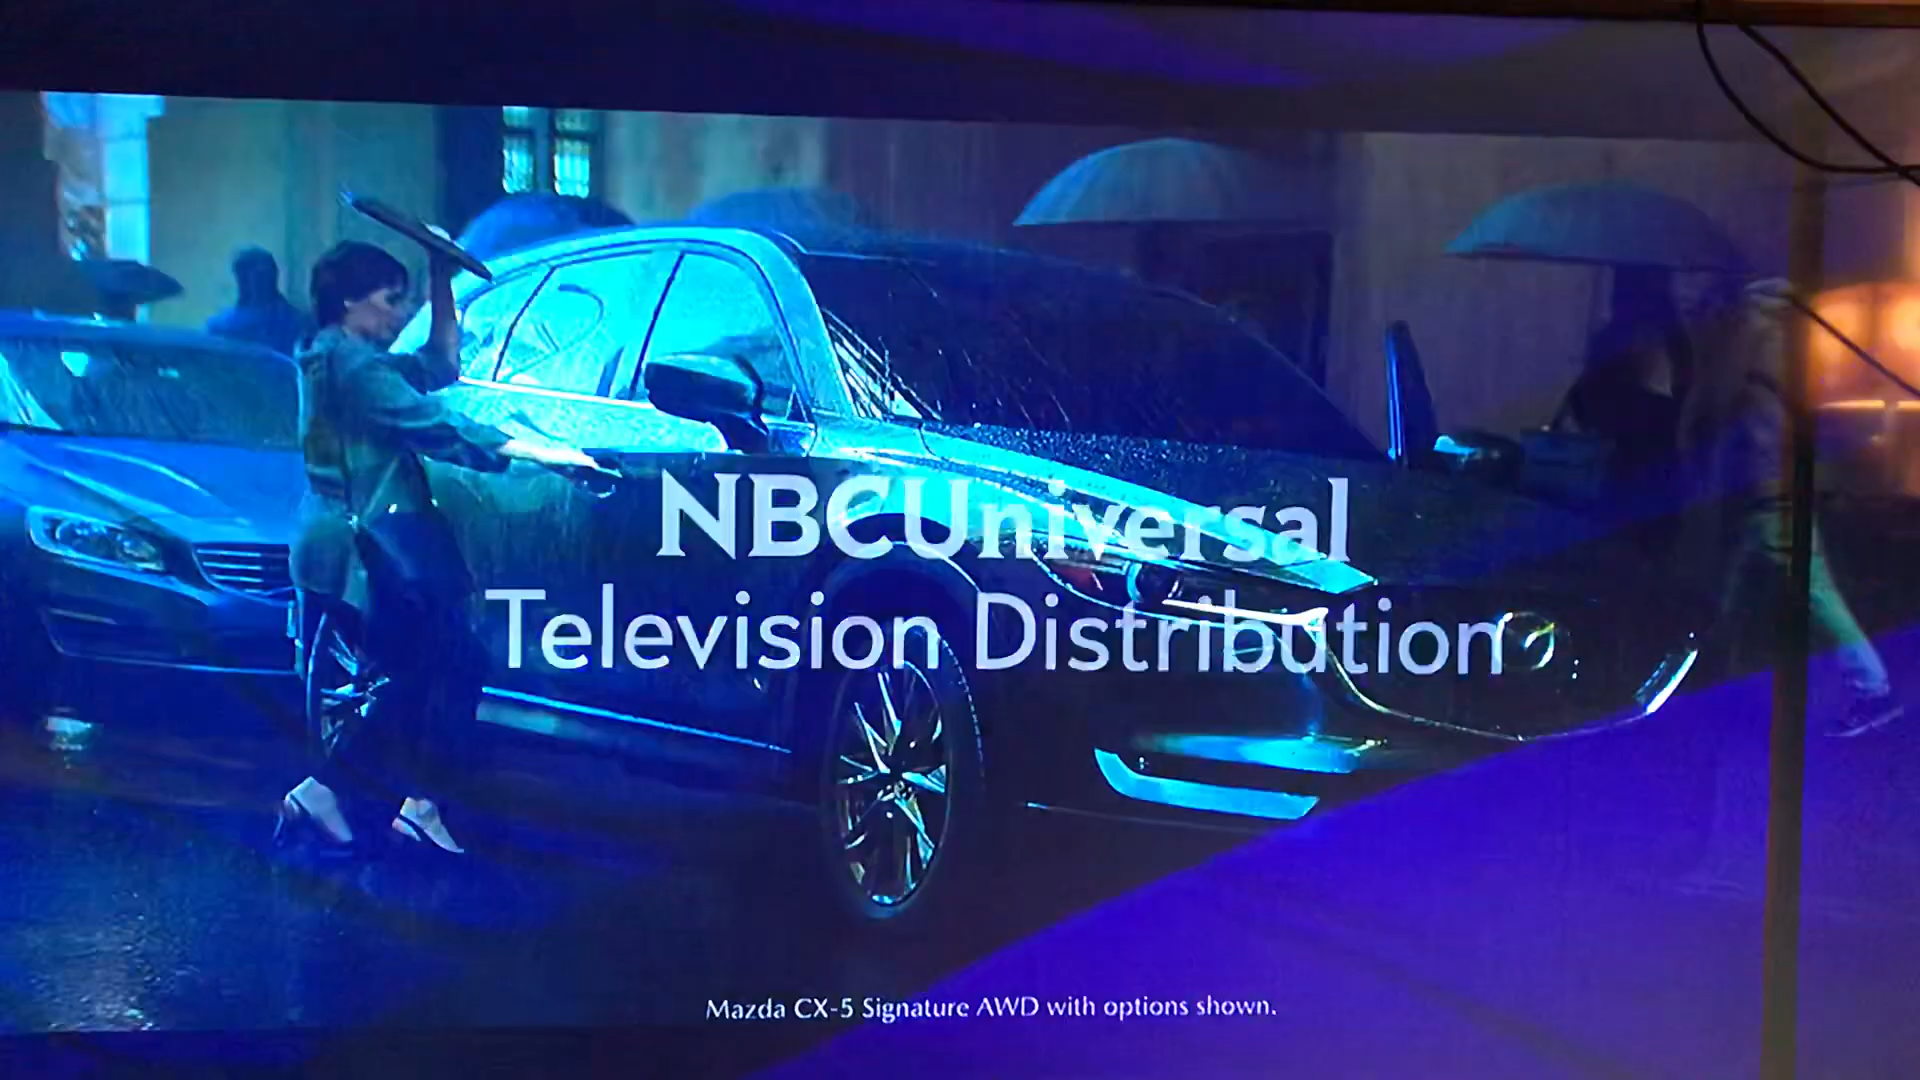 NBCUniversal
Television Distribution
Mazda CX-5 Signature AWD with options shown.